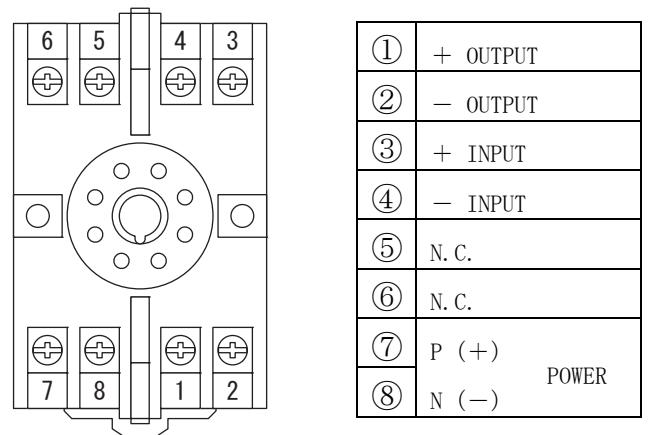 6 5 4 3
7 8 1 2
① + OUTPUT
② − OUTPUT
③ + INPUT
④ − INPUT
⑤ N.C.
⑥ N.C.
⑦ P (+)
POWER
⑧ N (−)